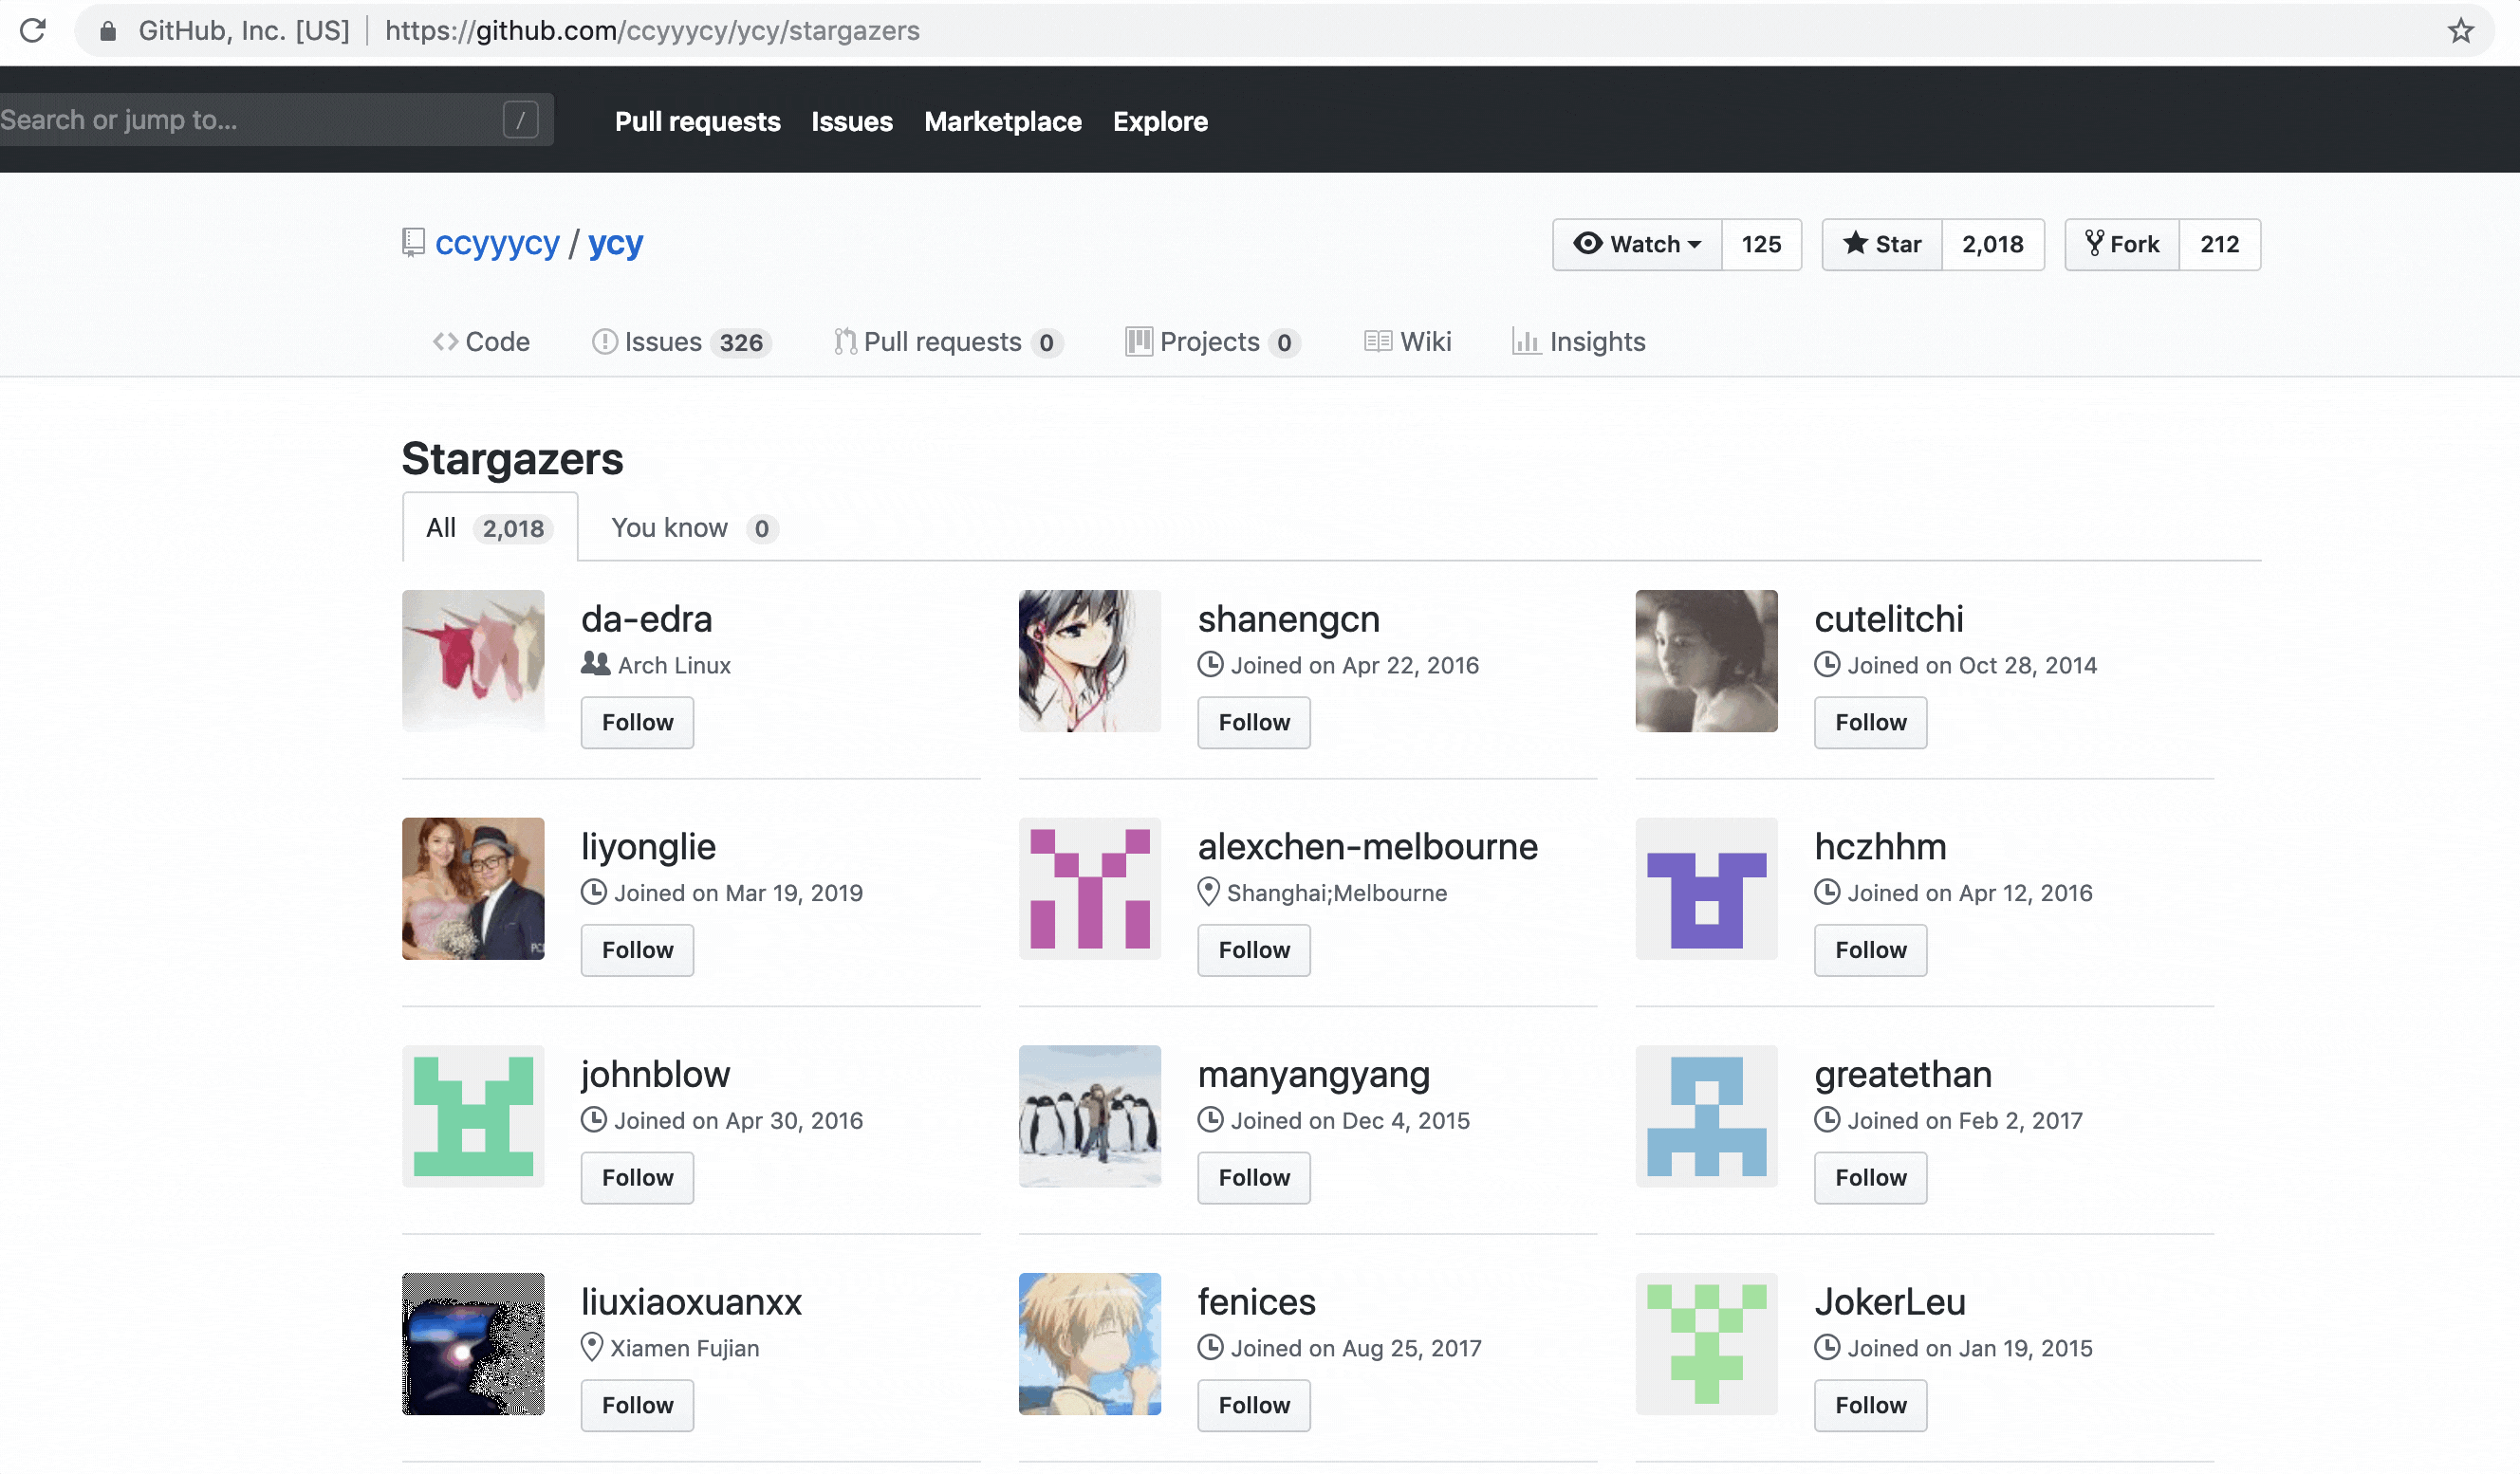 GitHub, Inc. [US] | https://github.com/ccyyycy/ycy/stargazers
Search or jump to... /
Pull requests Issues Marketplace Explore
ccyyycy / ycy
Watch 125 Star 2,018 Fork 212
Code Issues 326 Pull requests 0 Projects 0 Wiki Insights
Stargazers
All 2,018 You know 0
da-edra
Arch Linux
Follow
shanengcn
Joined on Apr 22, 2016
Follow
cutelitchi
Joined on Oct 28, 2014
Follow
liyonglie
Joined on Mar 19, 2019
Follow
alexchen-melbourne
Shanghai;Melbourne
Follow
hczhhm
Joined on Apr 12, 2016
Follow
johnblow
Joined on Apr 30, 2016
Follow
manyangyang
Joined on Dec 4, 2015
Follow
greatethan
Joined on Feb 2, 2017
Follow
liuxiaoxuanxx
Xiamen Fujian
Follow
fenices
Joined on Aug 25, 2017
Follow
JokerLeu
Joined on Jan 19, 2015
Follow